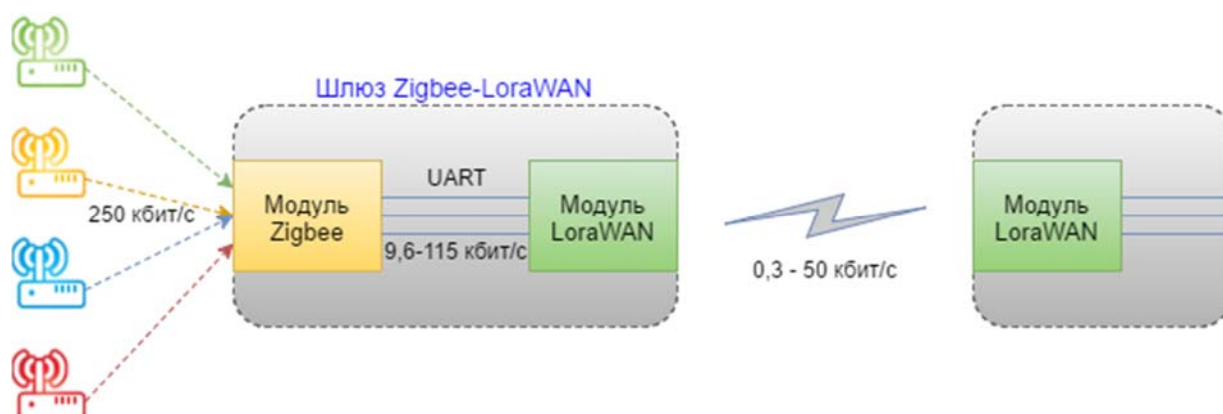 Шлюз Zigbee-LoraWAN
250 кбит/с
Модуль
Zigbee
UART
9,6-115 кбит/с
Модуль
LoraWAN
0,3 - 50 кбит/с
Модуль
LoraWAN